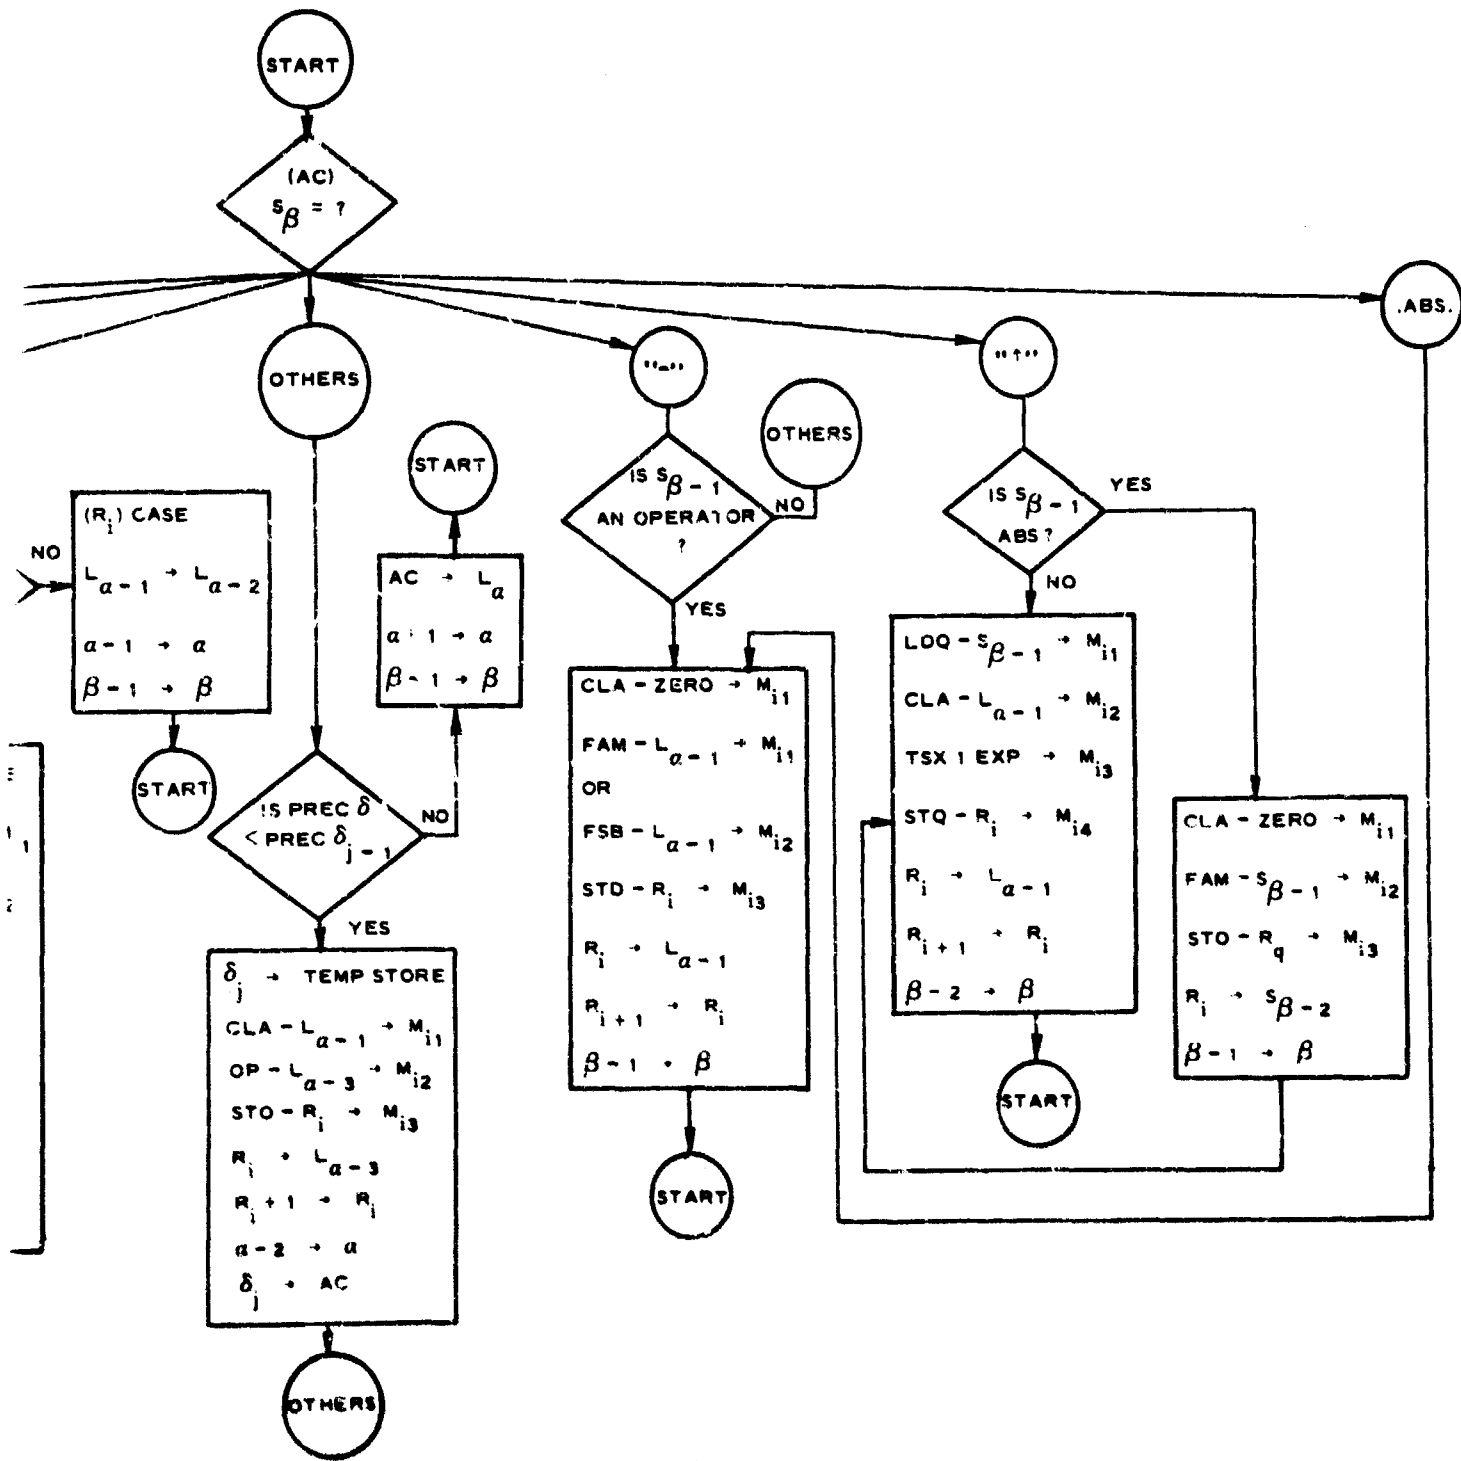 START
(AC)
Sβ = ?
.ABS.
OTHERS
"-"
"↑"
OTHERS
START
IS Sβ-1
AN OPERATOR
?
NO
YES
IS Sβ-1
ABS?
YES
NO
NO
(Ri) CASE
Lα-1 → Lα-2
α-1 → α
β-1 → β
START
AC → Lα
α+1 → α
β-1 → β
IS PREC δ
< PREC δj-1
NO
YES
δj → TEMP STORE
CLA-Lα-1 → Mi1
OP-Lα-3 → Mi2
STO-Ri → Mi3
Ri → Lα-3
Ri+1 → Ri
α-2 → α
δj → AC
OTHERS
CLA-ZERO → Mi1
FAM-Lα-1 → Mi1
OR
FSB-Lα-1 → Mi2
STO-Ri → Mi3
Ri → Lα-1
Ri+1 → Ri
β-1 → β
START
LDQ-Sβ-1 → Mi1
CLA-Lα-1 → Mi2
TSX 1 EXP → Mi3
STQ-Ri → Mi4
Ri → Lα-1
Ri+1 → Ri
β-2 → β
START
CLA-ZERO → Mi1
FAM-Sβ-1 → Mi2
STO-Rq → Mi3
Ri → Sβ-2
β-1 → β
1